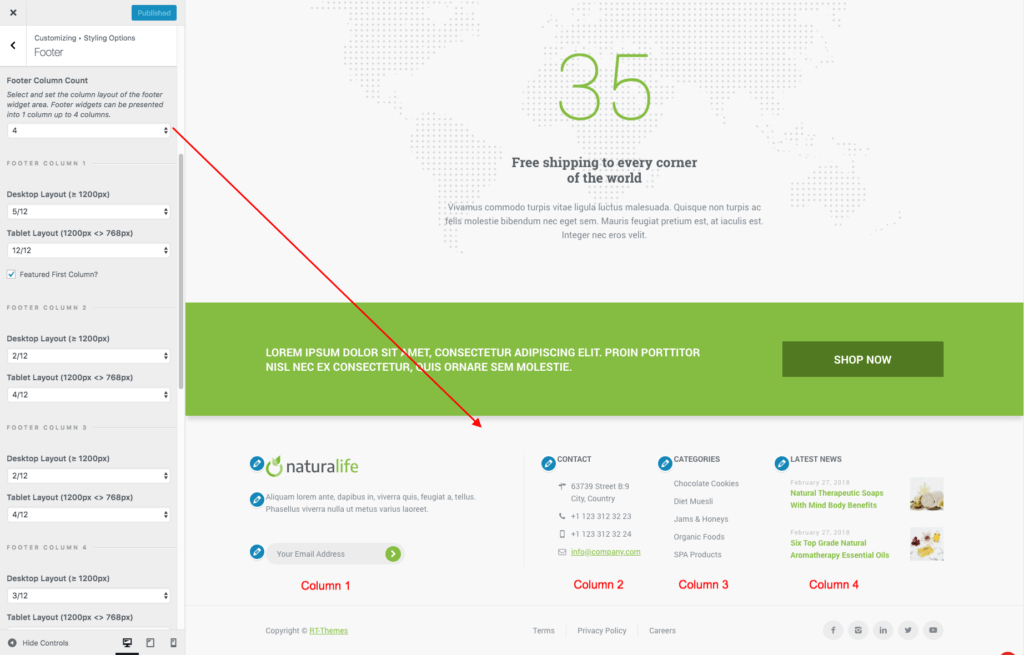 Published
Customizing ▸ Styling Options
Footer
Footer Column Count
Select and set the column layout of the footer
widget area. Footer widgets can be presented
into 1 column up to 4 columns.
4
FOOTER COLUMN 1
Desktop Layout (≥ 1200px)
5/12
Tablet Layout (1200px <> 768px)
12/12
Featured First Column?
FOOTER COLUMN 2
Desktop Layout (≥ 1200px)
2/12
Tablet Layout (1200px <> 768px)
4/12
FOOTER COLUMN 3
Desktop Layout (≥ 1200px)
2/12
Tablet Layout (1200px <> 768px)
4/12
FOOTER COLUMN 4
Desktop Layout (≥ 1200px)
3/12
Tablet Layout (1200px <> 768px)
Hide Controls
35
Free shipping to every corner
of the world
Vivamus commodo turpis vitae ligula luctus malesuada. Quisque non turpis ac
felis molestie bibendum nec eget sem. Mauris feugiat pretium est, at iaculis est.
Integer nec eros velit.
LOREM IPSUM DOLOR SIT AMET, CONSECTETUR ADIPISCING ELIT. PROIN PORTTITOR
NISL NEC EX CONSECTETUR, QUIS ORNARE SEM MOLESTIE.
SHOP NOW
naturalife
Aliquam lorem ante, dapibus in, viverra quis, feugiat a, tellus.
Phasellus viverra nulla ut metus varius laoreet.
Your Email Address
Column 1
CONTACT
63739 Street B:9
City, Country
+1 123 312 32 23
+1 123 312 32 24
info@company.com
Column 2
CATEGORIES
Chocolate Cookies
Diet Muesli
Jams & Honeys
Organic Foods
SPA Products
Column 3
LATEST NEWS
February 27, 2018
Natural Therapeutic Soaps
With Mind Body Benefits
February 27, 2018
Six Top Grade Natural
Aromatherapy Essential Oils
Column 4
Copyright © RT-Themes
Terms
Privacy Policy
Careers